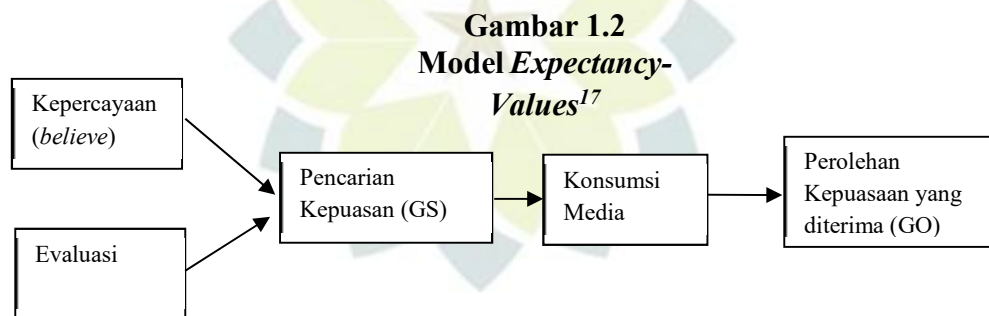 Gambar 1.2
Model Expectancy-
Values17
Kepercayaan
(believe)
Evaluasi
Pencarian
Kepuasan (GS)
Konsumsi
Media
Perolehan
Kepuasaan yang
diterima (GO)